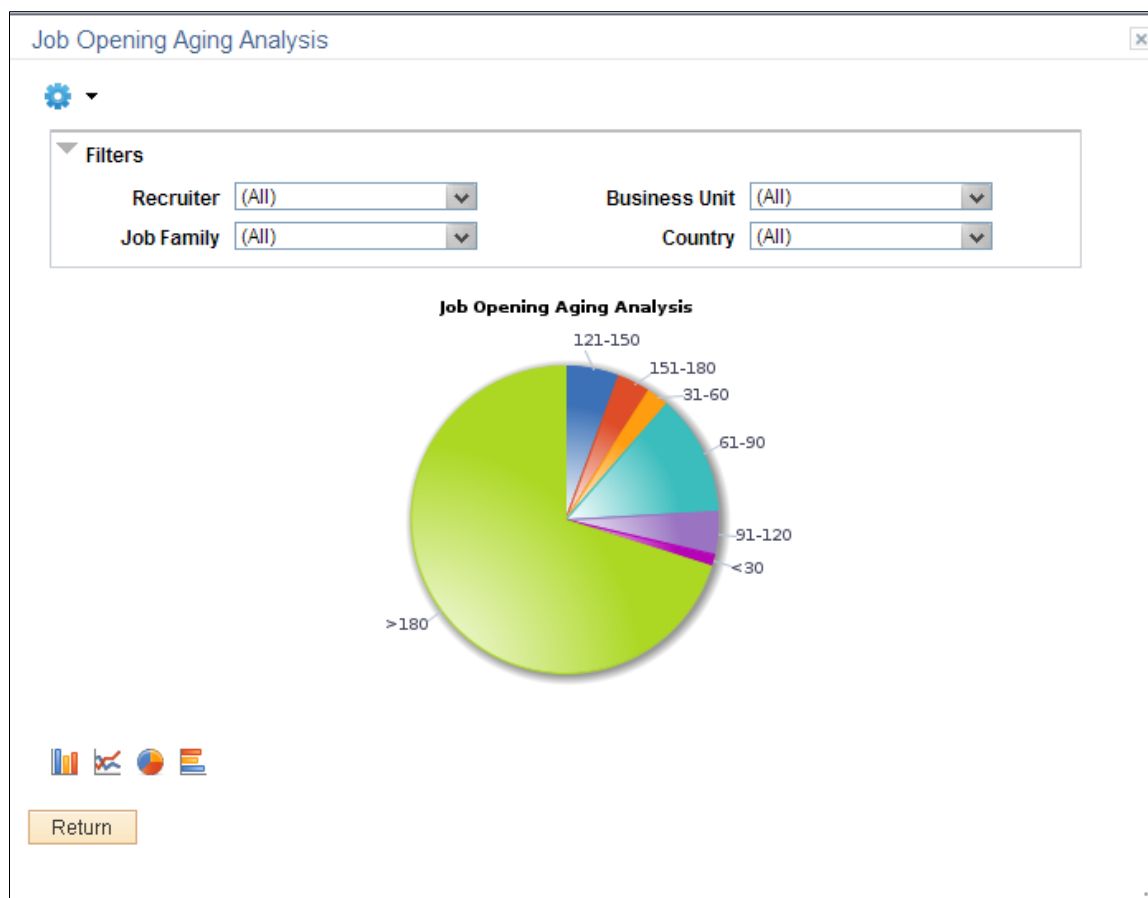 Job Opening Aging Analysis
Filters
Recruiter (All) Business Unit (All)
Job Family (All) Country (All)
Job Opening Aging Analysis
121-150
151-180
31-60
61-90
91-120
<30
>180
Return